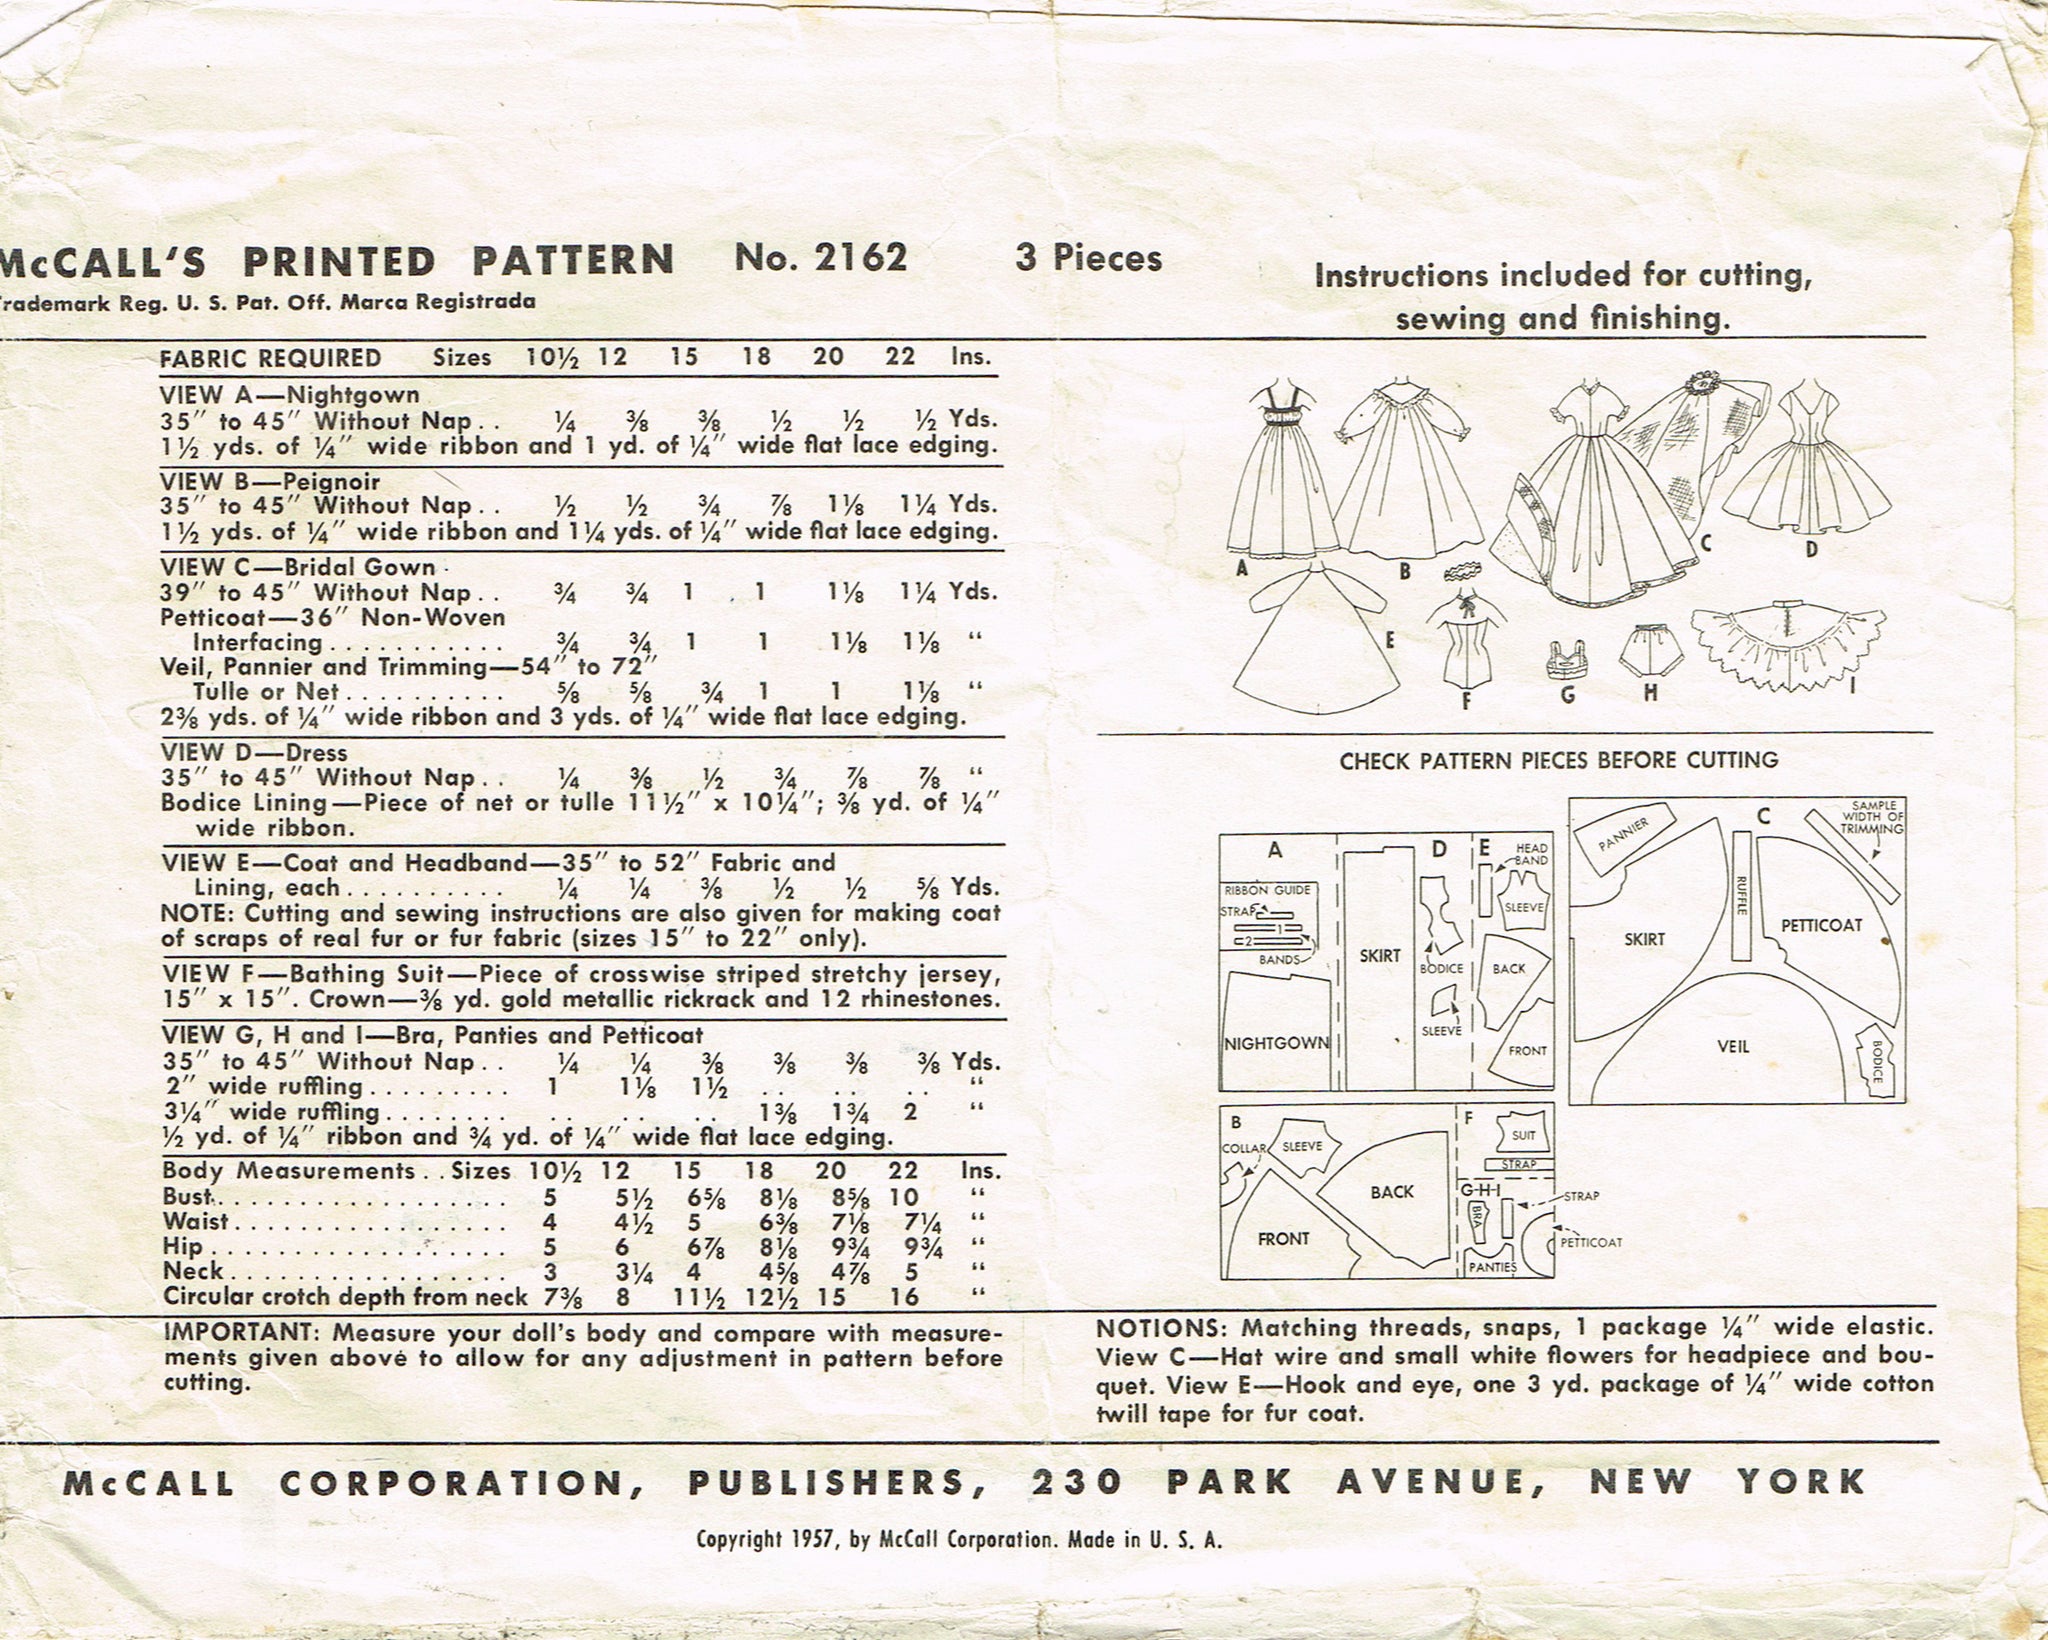 McCALL'S PRINTED PATTERN No. 2162 3 Pieces
Trademark Reg. U. S. Pat. Off. Marca Registrada
Instructions included for cutting,
sewing and finishing.
FABRIC REQUIRED Sizes 10½ 12 15 18 20 22 Ins.
VIEW A—Nightgown
35" to 45" Without Nap . . ¼ ⅜ ⅜ ½ ½ ½ Yds.
1½ yds. of ¼" wide ribbon and 1 yd. of ¼" wide flat lace edging.
VIEW B—Peignoir
35" to 45" Without Nap . . ½ ½ ¾ ⅞ 1⅛ 1¼ Yds.
1½ yds. of ¼" wide ribbon and 1¼ yds. of ¼" wide flat lace edging.
VIEW C—Bridal Gown
39" to 45" Without Nap . . ¾ ¾ 1 1 1⅛ 1¼ Yds.
Petticoat—36" Non-Woven
Interfacing . . . . . . . . . . . ¾ ¾ 1 1 1⅛ 1⅛ "
Veil, Pannier and Trimming—54" to 72"
Tulle or Net . . . . . . . . . . ⅝ ⅝ ¾ 1 1 1⅛ "
2⅜ yds. of ¼" wide ribbon and 3 yds. of ¼" wide flat lace edging.
VIEW D—Dress
35" to 45" Without Nap . . ¼ ⅜ ½ ¾ ⅞ ⅞ "
Bodice Lining—Piece of net or tulle 11½" x 10¼"; ⅜ yd. of ¼"
wide ribbon.
VIEW E—Coat and Headband—35" to 52" Fabric and
Lining, each . . . . . . . . . . ¼ ¼ ⅜ ½ ½ ⅝ Yds.
NOTE: Cutting and sewing instructions are also given for making coat
of scraps of real fur or fur fabric (sizes 15" to 22" only).
VIEW F—Bathing Suit—Piece of crosswise striped stretchy jersey,
15" x 15". Crown—⅜ yd. gold metallic rickrack and 12 rhinestones.
VIEW G, H and I—Bra, Panties and Petticoat
35" to 45" Without Nap . . ¼ ¼ ⅜ ⅜ ⅜ ⅜ Yds.
2" wide ruffling . . . . . . . . . 1 1⅛ 1½ . . . . . . "
3¼" wide ruffling . . . . . . . . . . . . . . 1⅜ 1¾ 2 "
½ yd. of ¼" ribbon and ¾ yd. of ¼" wide flat lace edging.
Body Measurements . . Sizes 10½ 12 15 18 20 22 Ins.
Bust. . . . . . . . . . . . . . . . . . 5 5½ 6⅝ 8⅛ 8⅝ 10 "
Waist . . . . . . . . . . . . . . . . . 4 4½ 5 6⅜ 7⅛ 7¼ "
Hip . . . . . . . . . . . . . . . . . . 5 6 6⅞ 8⅛ 9¾ 9¾ "
Neck . . . . . . . . . . . . . . . . . 3 3¼ 4 4⅝ 4⅞ 5 "
Circular crotch depth from neck 7⅜ 8 11½ 12½ 15 16 "
IMPORTANT: Measure your doll's body and compare with measure-
ments given above to allow for any adjustment in pattern before
cutting.
A
B
C
D
E
F
G
H
I
CHECK PATTERN PIECES BEFORE CUTTING
A
RIBBON GUIDE
STRAP
1
2
BANDS
NIGHTGOWN
SKIRT
D
BODICE
SLEEVE
E
HEAD
BAND
SLEEVE
BACK
FRONT
C
PANNIER
SKIRT
RUFFLE
PETTICOAT
SAMPLE
WIDTH OF
TRIMMING
VEIL
BODICE
B
COLLAR
SLEEVE
FRONT
BACK
F
SUIT
STRAP
G-H-I
BRA
STRAP
PETTICOAT
PANTIES
NOTIONS: Matching threads, snaps, 1 package ¼" wide elastic.
View C—Hat wire and small white flowers for headpiece and bou-
quet. View E—Hook and eye, one 3 yd. package of ¼" wide cotton
twill tape for fur coat.
McCALL CORPORATION, PUBLISHERS, 230 PARK AVENUE, NEW YORK
Copyright 1957, by McCall Corporation. Made in U. S. A.